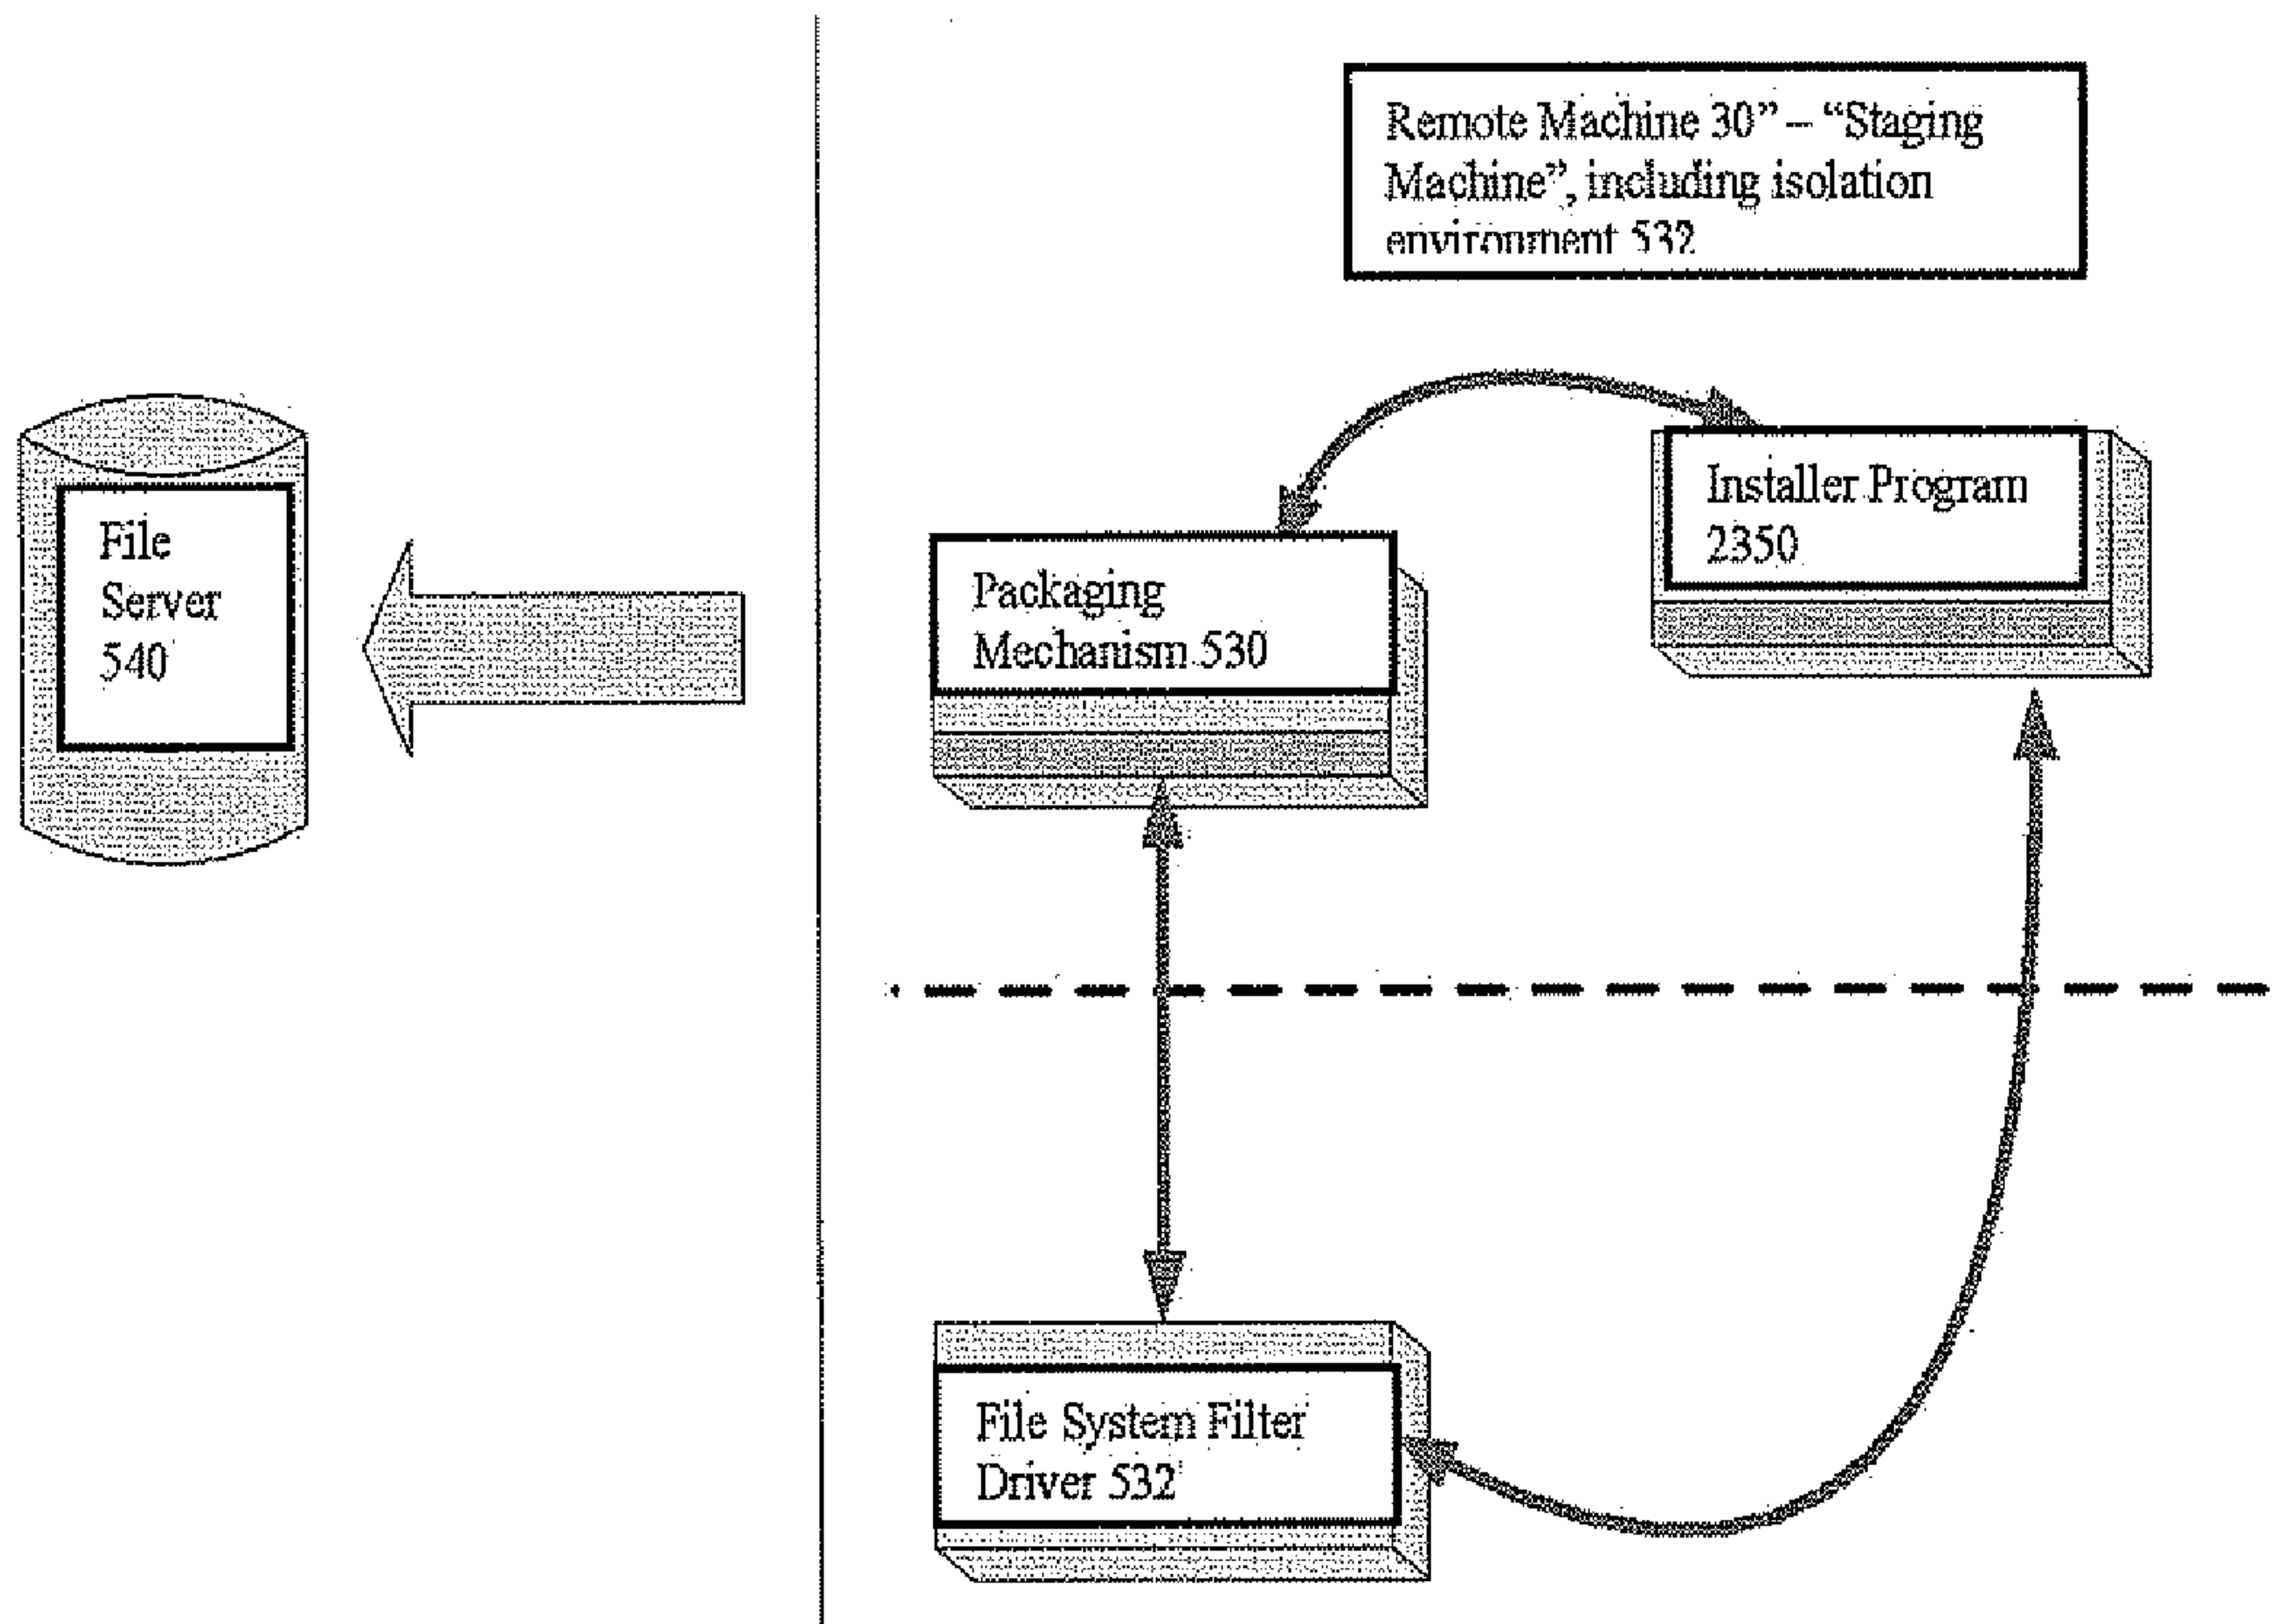 Remote Machine 30” – “Staging
Machine”, including isolation
environment 532
File
Server
540
Installer Program
2350
Packaging
Mechanism 530
File System Filter
Driver 532